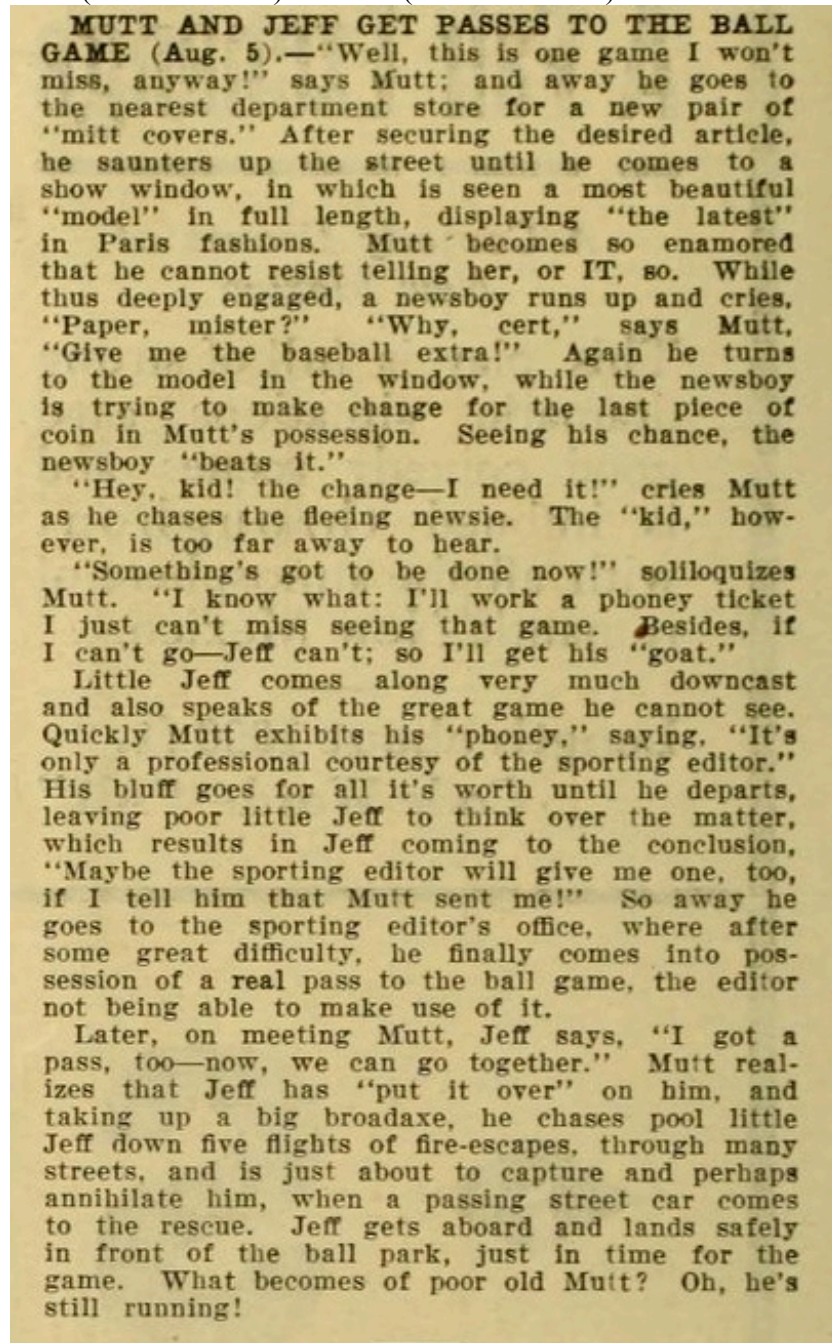 MUTT AND JEFF GET PASSES TO THE BALL
GAME (Aug. 5).—“Well, this is one game I won't
miss, anyway!” says Mutt; and away he goes to
the nearest department store for a new pair of
“mitt covers.” After securing the desired article,
he saunters up the street until he comes to a
show window, in which is seen a most beautiful
“model” in full length, displaying “the latest”
in Paris fashions. Mutt becomes so enamored
that he cannot resist telling her, or IT, so. While
thus deeply engaged, a newsboy runs up and cries,
“Paper, mister?” “Why, cert,” says Mutt,
“Give me the baseball extra!” Again he turns
to the model in the window, while the newsboy
is trying to make change for the last piece of
coin in Mutt's possession. Seeing his chance, the
newsboy “beats it.”
“Hey, kid! the change—I need it!” cries Mutt
as he chases the fleeing newsie. The “kid,” how-
ever, is too far away to hear.
“Something's got to be done now!” soliloquizes
Mutt. “I know what: I'll work a phoney ticket
I just can't miss seeing that game. Besides, if
I can't go—Jeff can't; so I'll get his “goat.”
Little Jeff comes along very much downcast
and also speaks of the great game he cannot see.
Quickly Mutt exhibits his “phoney,” saying, “It's
only a professional courtesy of the sporting editor.”
His bluff goes for all it's worth until he departs,
leaving poor little Jeff to think over the matter,
which results in Jeff coming to the conclusion,
“Maybe the sporting editor will give me one, too,
if I tell him that Mutt sent me!” So away he
goes to the sporting editor's office, where after
some great difficulty, he finally comes into pos-
session of a real pass to the ball game, the editor
not being able to make use of it.
Later, on meeting Mutt, Jeff says, “I got a
pass, too—now, we can go together.” Mutt real-
izes that Jeff has “put it over” on him, and
taking up a big broadaxe, he chases pool little
Jeff down five flights of fire-escapes, through many
streets, and is just about to capture and perhaps
annihilate him, when a passing street car comes
to the rescue. Jeff gets aboard and lands safely
in front of the ball park, just in time for the
game. What becomes of poor old Mutt? Oh, he's
still running!